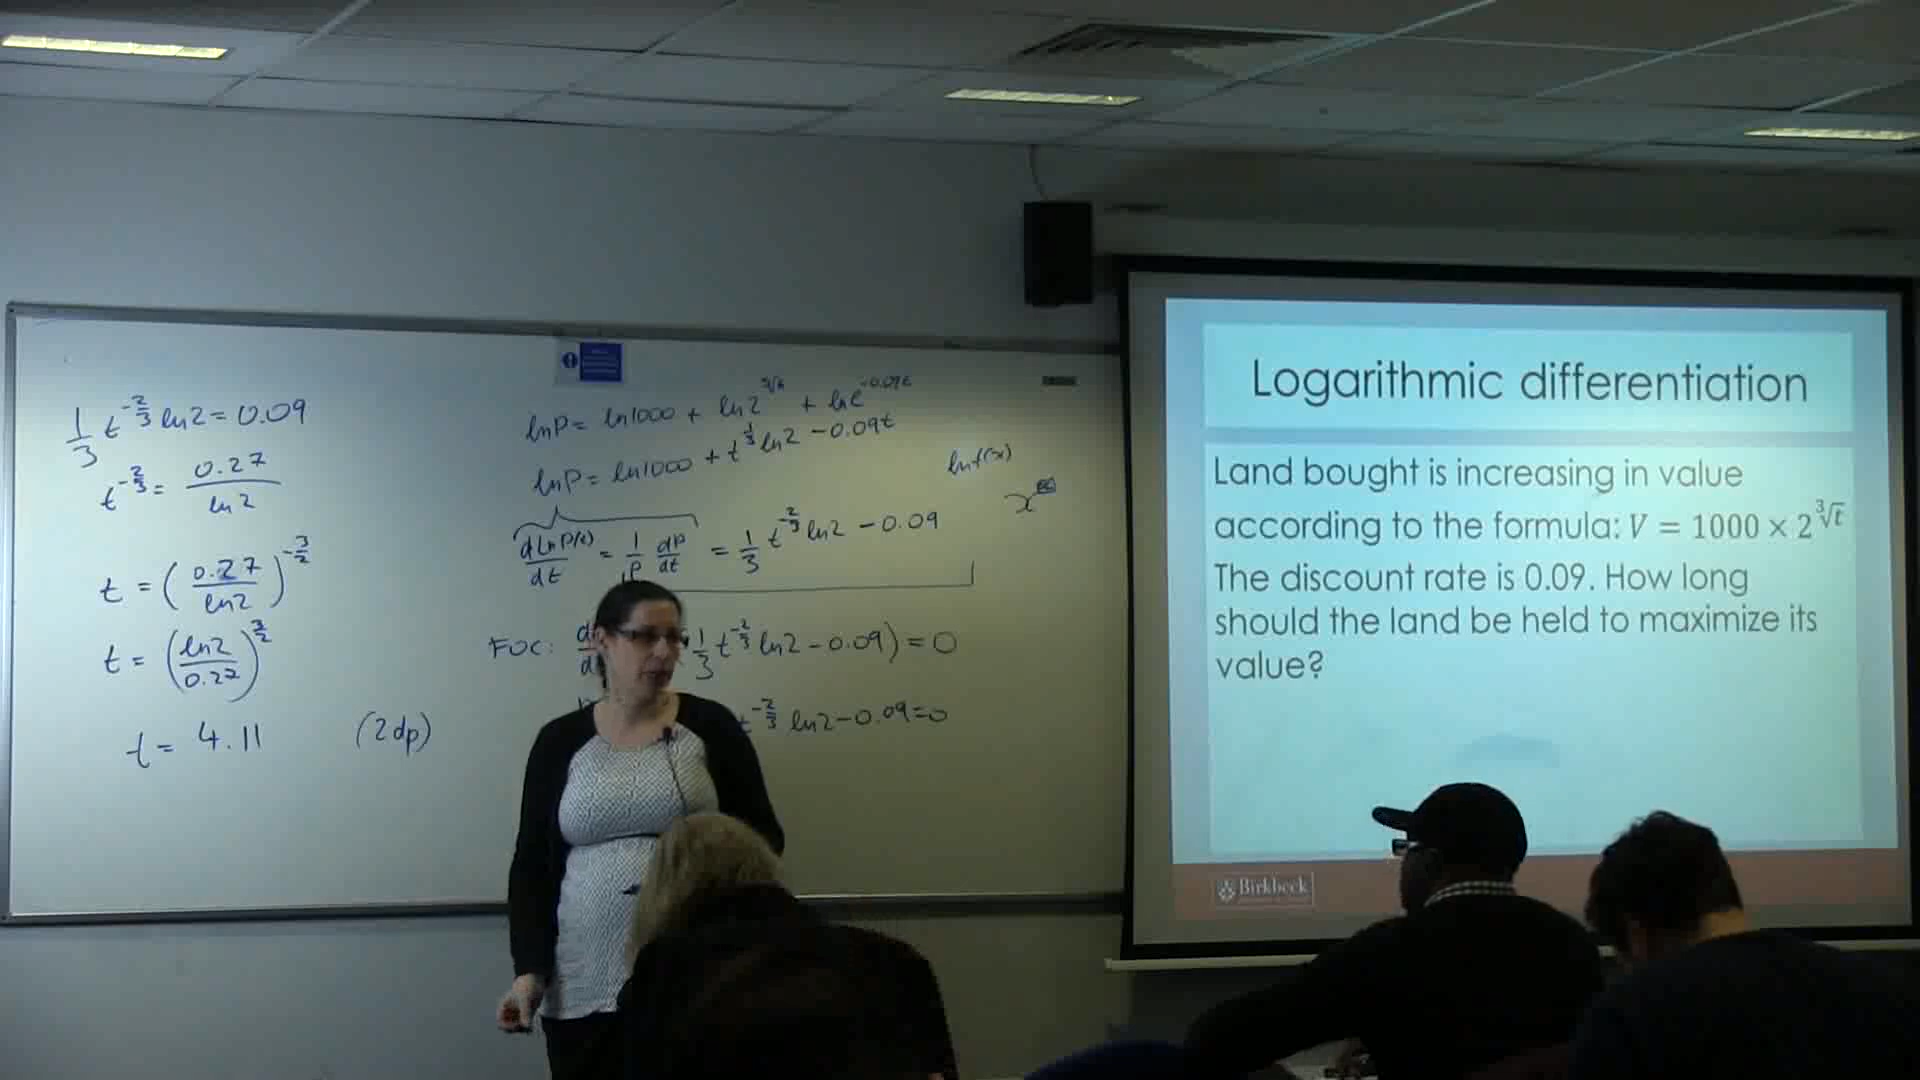 1/3 t^(-2/3) ln2 = 0.09
t^(-2/3) = 0.27/ln2
t = (0.27/ln2)^(-3/2)
t = (ln2/0.27)^(3/2)
t = 4.11 (2dp)
lnP = ln1000 + ln2^(∛t) + ln e^(-0.09t)
lnP = ln1000 + t^(1/3) ln2 - 0.09t
ln f(x)
x
d lnP(t)/dt = 1/P dP/dt = 1/3 t^(-2/3) ln2 - 0.09
FOC: 1/3 t^(-2/3) ln2 - 0.09) = 0
t^(-2/3) ln2 - 0.09 = 0
Logarithmic differentiation
Land bought is increasing in value
according to the formula: V = 1000 × 2^(∛t)
The discount rate is 0.09. How long
should the land be held to maximize its
value?
Birkbeck